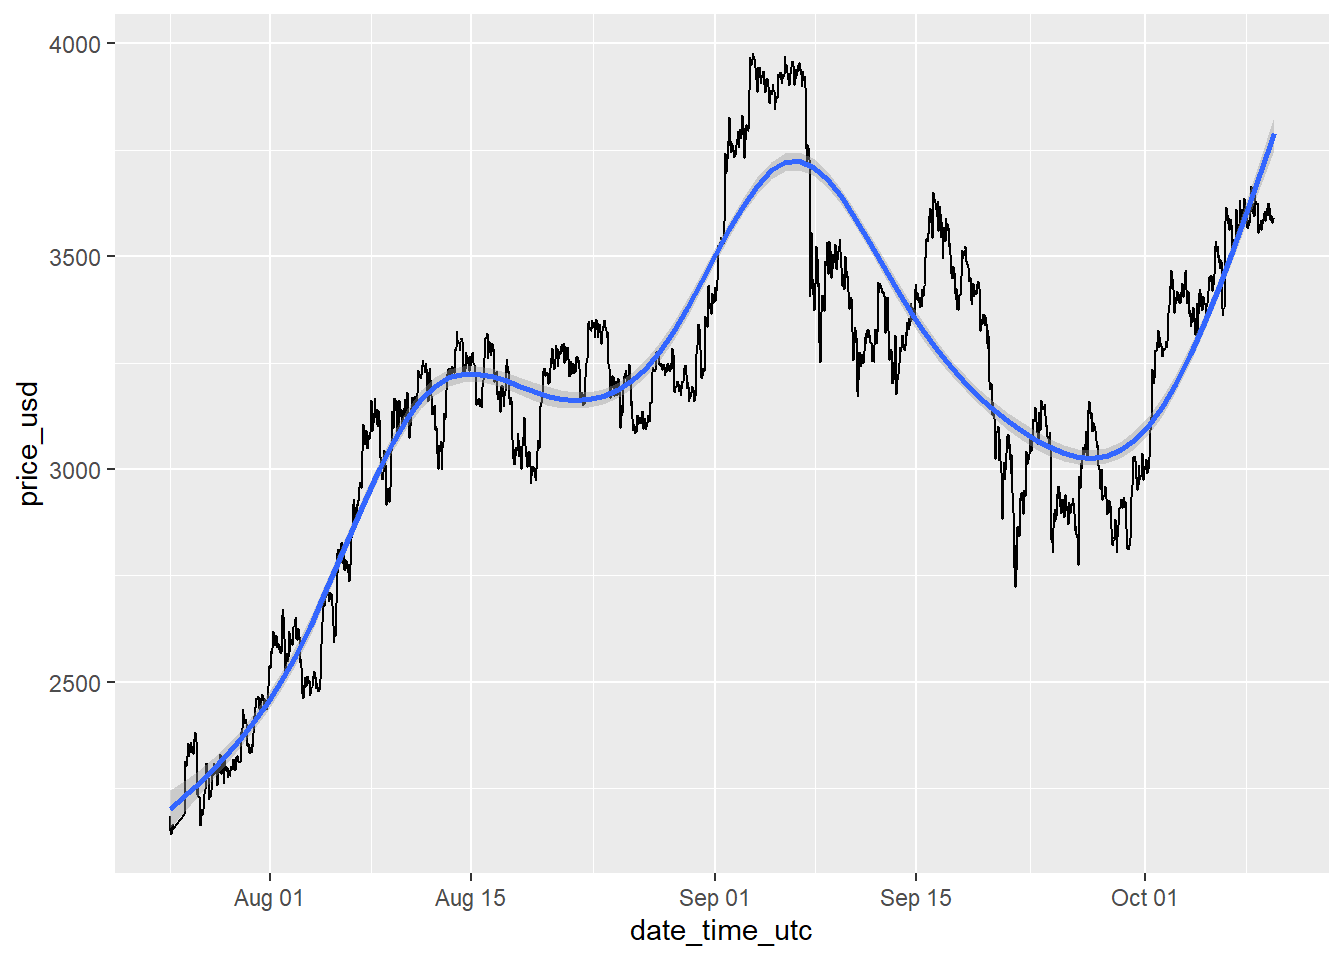 4000
3500
3000
2500
price_usd
Aug 01
Aug 15
Sep 01
Sep 15
Oct 01
date_time_utc